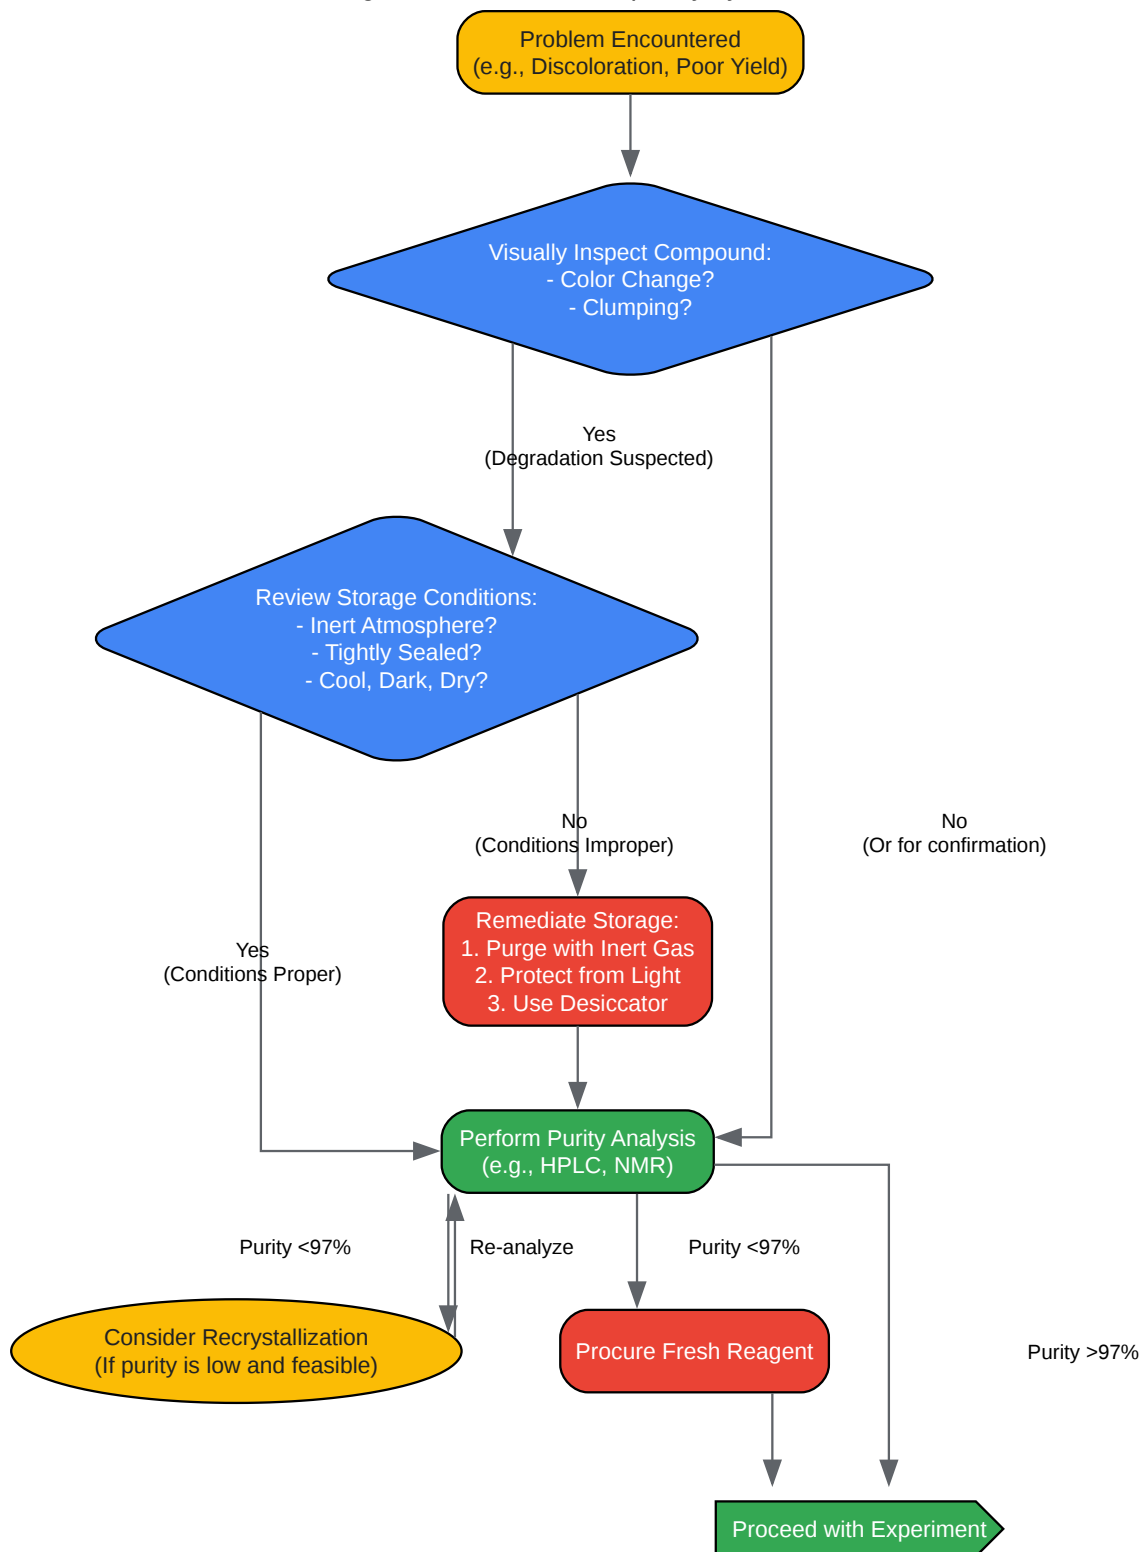 Problem Encountered
(e.g., Discoloration, Poor Yield)
Visually Inspect Compound:
- Color Change?
- Clumping?
Yes
(Degradation Suspected)
Review Storage Conditions:
- Inert Atmosphere?
- Tightly Sealed?
- Cool, Dark, Dry?
No
(Conditions Improper)
No
(Or for confirmation)
Remediate Storage:
1. Purge with Inert Gas
2. Protect from Light
3. Use Desiccator
Yes
(Conditions Proper)
Perform Purity Analysis
(e.g., HPLC, NMR)
Purity <97%
Re-analyze
Purity <97%
Consider Recrystallization
(If purity is low and feasible)
Procure Fresh Reagent
Purity >97%
Proceed with Experiment